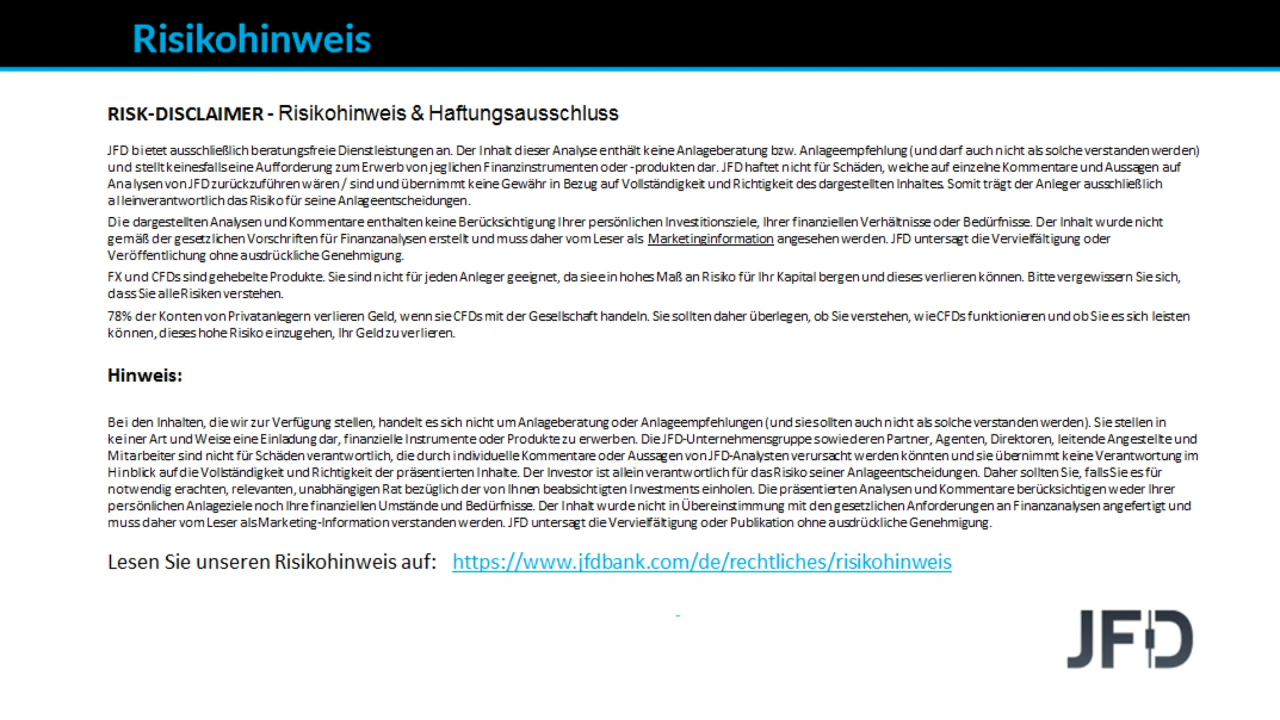 Risikohinweis
RISK-DISCLAIMER - Risikohinweis & Haftungsausschluss
JFD bietet ausschließlich beratungsfreie Dienstleistungen an. Der Inhalt dieser Analyse enthält keine Anlageberatung bzw. Anlageempfehlung (und darf auch nicht als solche verstanden werden)
und stellt keinesfalls eine Aufforderung zum Erwerb von jeglichen Finanzinstrumenten oder -produkten dar. JFD haftet nicht für Schäden, welche auf einzelne Kommentare und Aussagen auf
Analysen von JFD zurückzuführen wären / sind und übernimmt keine Gewähr in Bezug auf Vollständigkeit und Richtigkeit des dargestellten Inhaltes. Somit trägt der Anleger ausschließlich
alleinverantwortlich das Risiko für seine Anlageentscheidungen.
Die dargestellten Analysen und Kommentare enthalten keine Berücksichtigung Ihrer persönlichen Investitionsziele, Ihrer finanziellen Verhältnisse oder Bedürfnisse. Der Inhalt wurde nicht
gemäß der gesetzlichen Vorschriften für Finanzanalysen erstellt und muss daher vom Leser als Marketinginformation angesehen werden. JFD untersagt die Vervielfältigung oder
Veröffentlichung ohne ausdrückliche Genehmigung.
FX und CFDs sind gehebelte Produkte. Sie sind nicht für jeden Anleger geeignet, da sie ein hohes Maß an Risiko für Ihr Kapital bergen und dieses verlieren können. Bitte vergewissern Sie sich,
dass Sie alle Risiken verstehen.
78% der Konten von Privatanlegern verlieren Geld, wenn sie CFDs mit der Gesellschaft handeln. Sie sollten daher überlegen, ob Sie verstehen, wie CFDs funktionieren und ob Sie es sich leisten
können, dieses hohe Risiko einzugehen, Ihr Geld zu verlieren.
Hinweis:
Bei den Inhalten, die wir zur Verfügung stellen, handelt es sich nicht um Anlageberatung oder Anlageempfehlungen (und sie sollten auch nicht als solche verstanden werden). Sie stellen in
keiner Art und Weise eine Einladung dar, finanzielle Instrumente oder Produkte zu erwerben. Die JFD-Unternehmensgruppe sowie deren Partner, Agenten, Direktoren, leitende Angestellte und
Mitarbeiter sind nicht für Schäden verantwortlich, die durch individuelle Kommentare oder Aussagen von JFD-Analysten verursacht werden könnten und sie übernimmt keine Verantwortung im
Hinblick auf die Vollständigkeit und Richtigkeit der präsentierten Inhalte. Der Investor ist allein verantwortlich für das Risiko seiner Anlageentscheidungen. Daher sollten Sie, falls Sie es für
notwendig erachten, relevanten, unabhängigen Rat bezüglich der von Ihnen beabsichtigten Investments einholen. Die präsentierten Analysen und Kommentare berücksichtigen weder Ihrer
persönlichen Anlageziele noch Ihre finanziellen Umstände und Bedürfnisse. Der Inhalt wurde nicht in Übereinstimmung mit den gesetzlichen Anforderungen an Finanzanalysen angefertigt und
muss daher vom Leser als Marketing-Information verstanden werden. JFD untersagt die Vervielfältigung oder Publikation ohne ausdrückliche Genehmigung.
Lesen Sie unseren Risikohinweis auf: https://www.jfdbank.com/de/rechtliches/risikohinweis
-
JFD